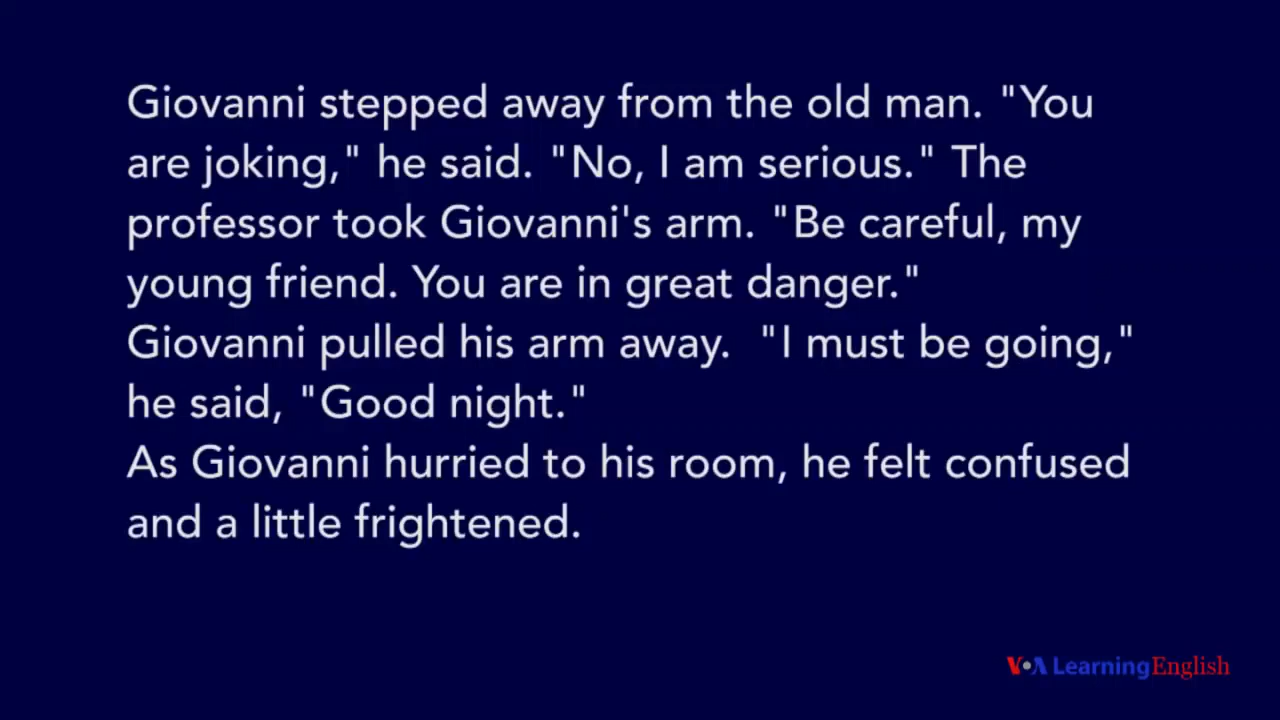 Giovanni stepped away from the old man. "You
are joking," he said. "No, I am serious." The
professor took Giovanni's arm. "Be careful, my
young friend. You are in great danger."
Giovanni pulled his arm away.  "I must be going,"
he said, "Good night."
As Giovanni hurried to his room, he felt confused
and a little frightened.
VOA Learning English